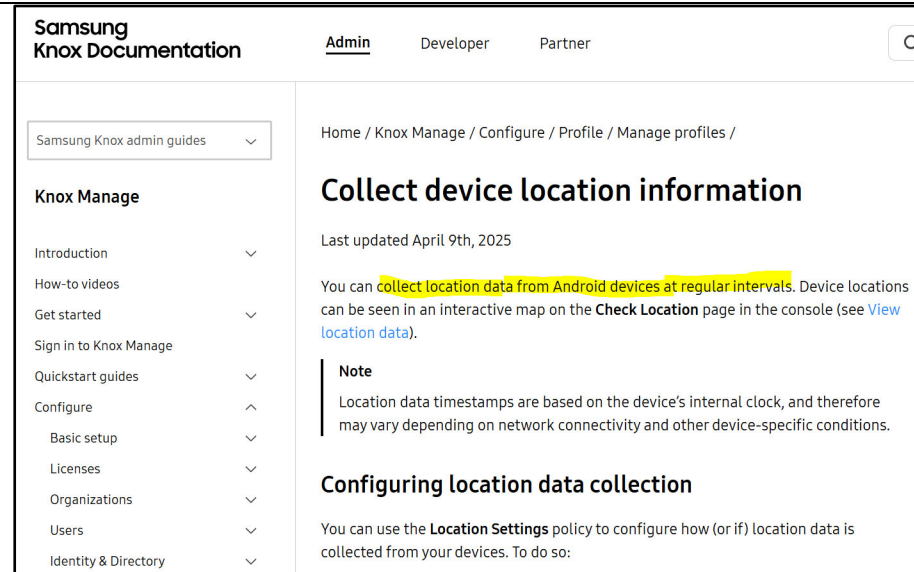 Samsung
Knox Documentation
Admin
Developer
Partner
Samsung Knox admin guides
Knox Manage
Introduction
How-to videos
Get started
Sign in to Knox Manage
Quickstart guides
Configure
Basic setup
Licenses
Organizations
Users
Identity & Directory
Home / Knox Manage / Configure / Profile / Manage profiles /
Collect device location information
Last updated April 9th, 2025
You can collect location data from Android devices at regular intervals. Device locations
can be seen in an interactive map on the Check Location page in the console (see View
location data).
Note
Location data timestamps are based on the device's internal clock, and therefore
may vary depending on network connectivity and other device-specific conditions.
Configuring location data collection
You can use the Location Settings policy to configure how (or if) location data is
collected from your devices. To do so: